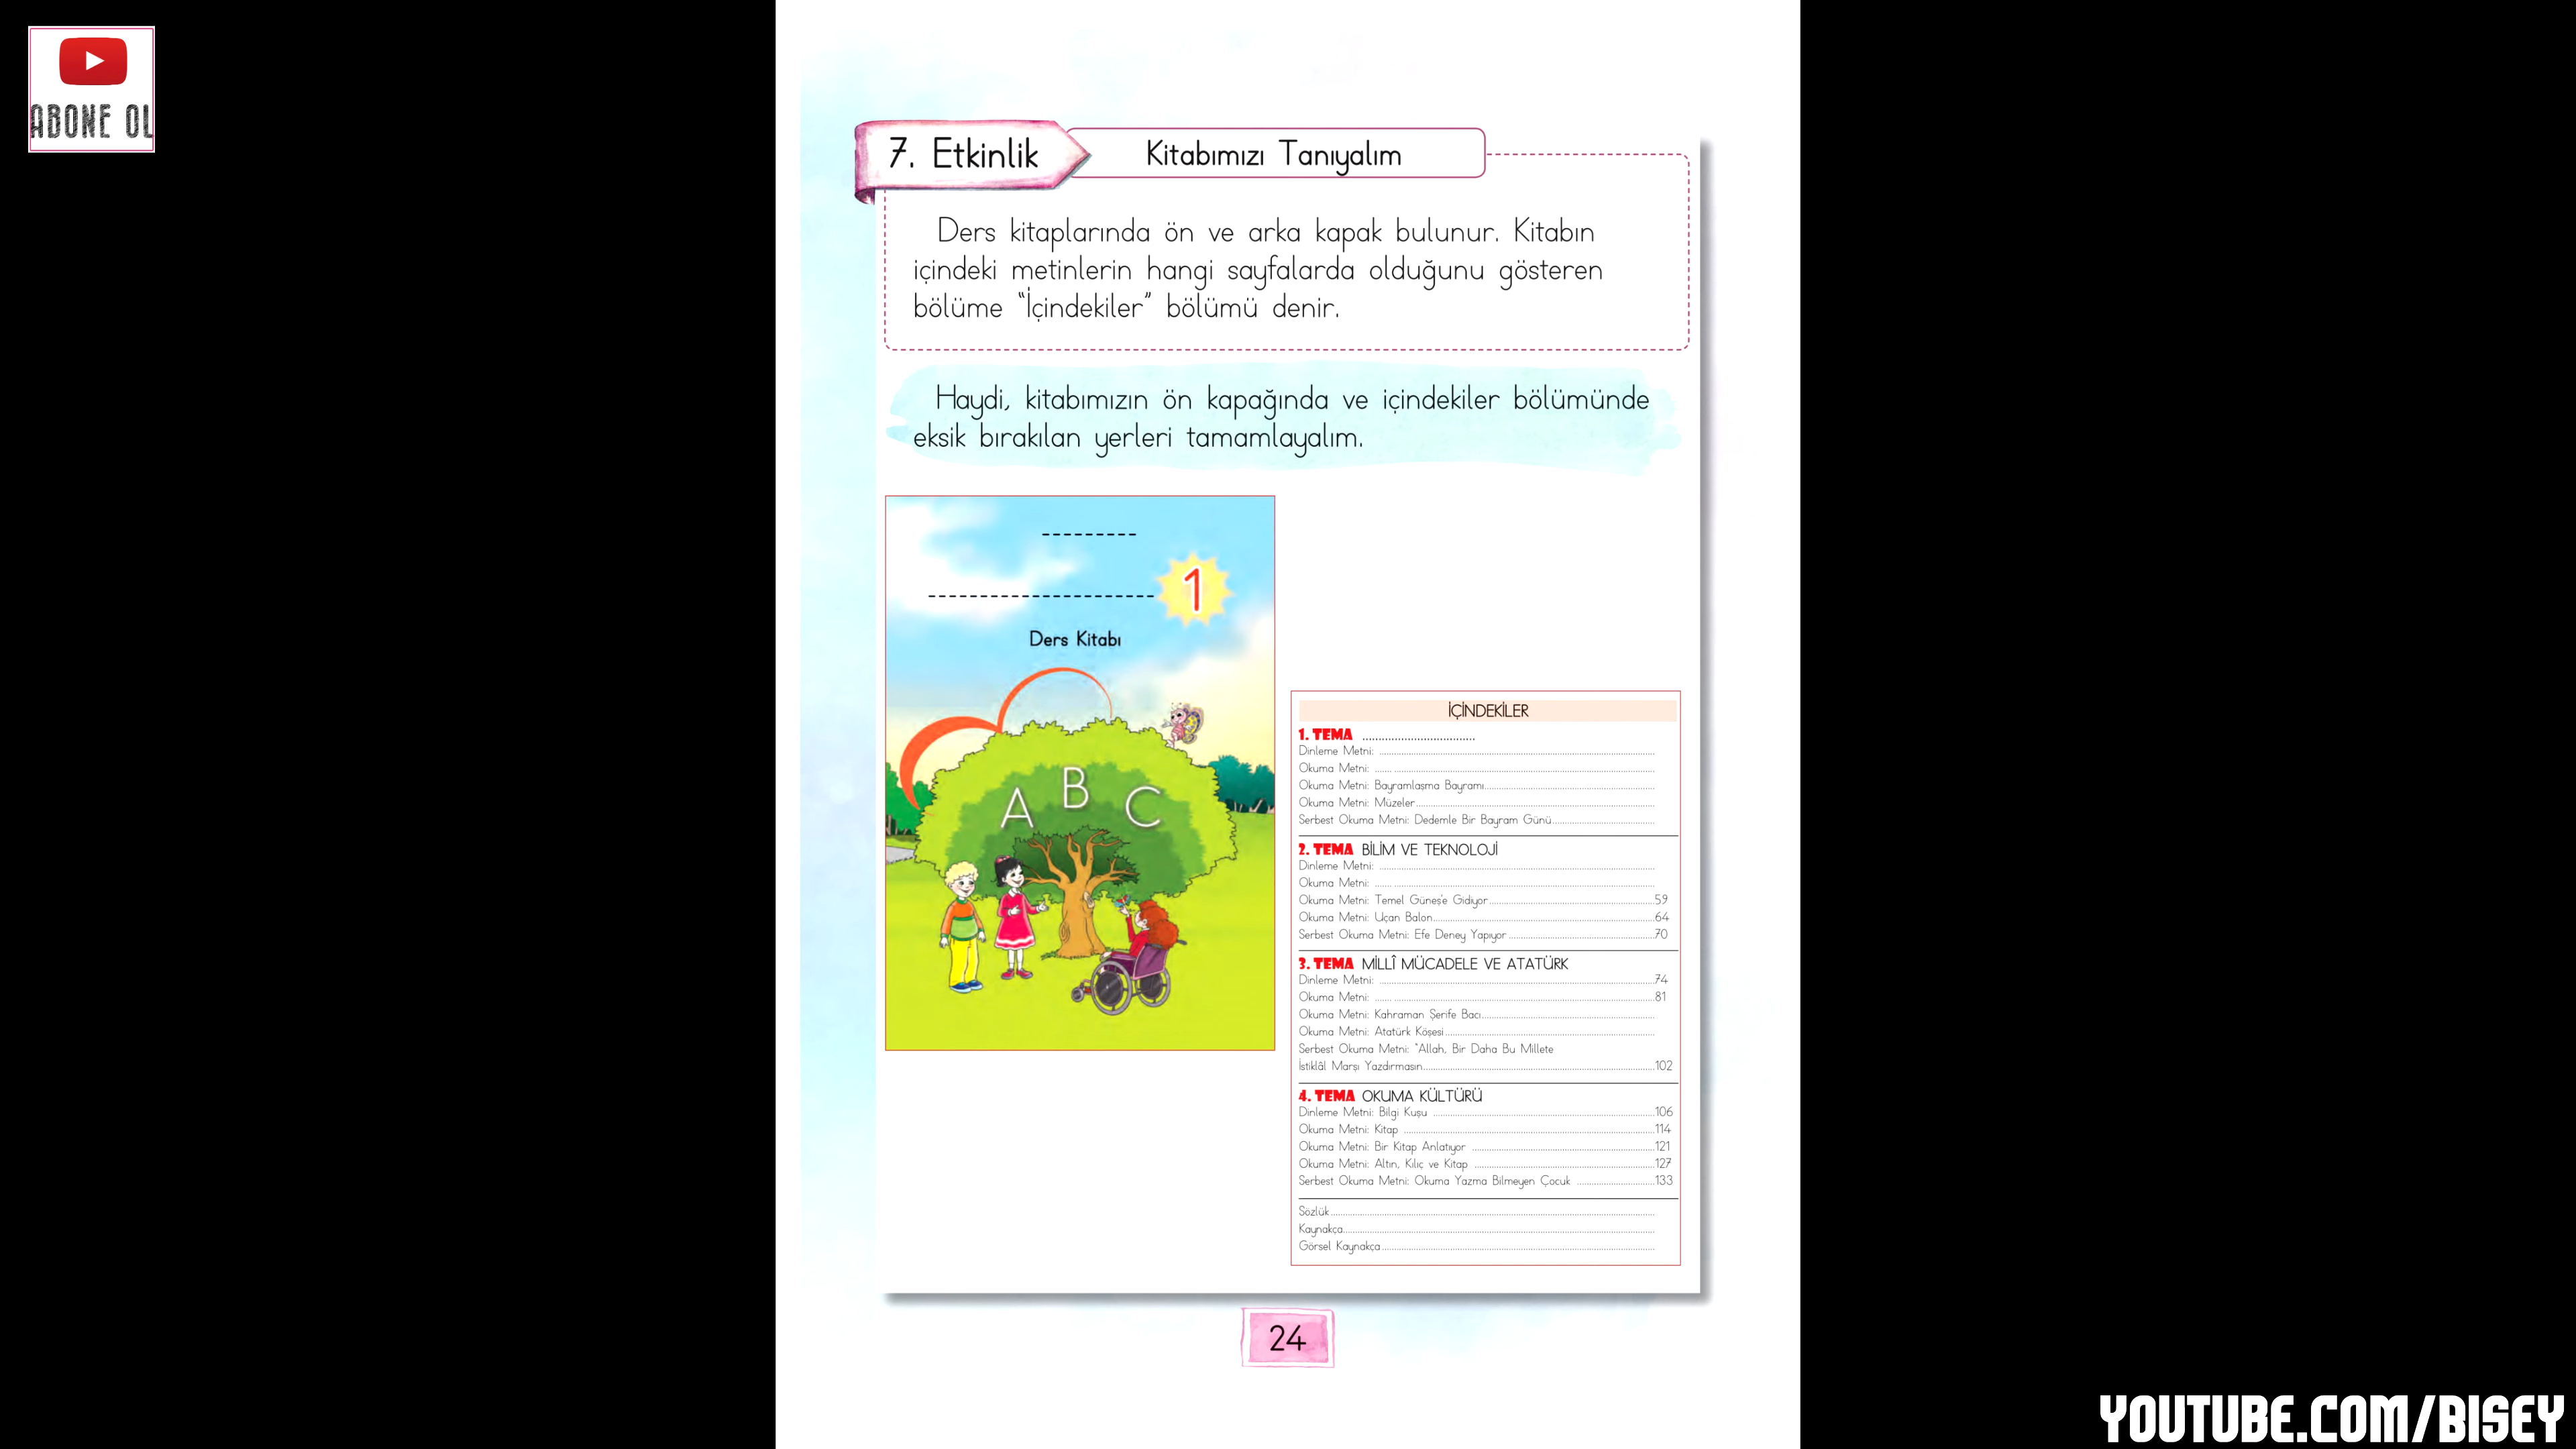 ABONE OL
7. Etkinlik
Kitabımızı Tanıyalım
Ders kitaplarında ön ve arka kapak bulunur. Kitabın
içindeki metinlerin hangi sayfalarda olduğunu gösteren
bölüme “İçindekiler” bölümü denir.
Haydi, kitabımızın ön kapağında ve içindekiler bölümünde
eksik bırakılan yerleri tamamlayalım.
---------
---------------------- 1
Ders Kitabı
A B C
İÇİNDEKİLER
1. TEMA ..................................
Dinleme Metni: ..................................
Okuma Metni: ..................................
Okuma Metni: Bayramlaşma Bayramı..................................
Okuma Metni: Müzeler..................................
Serbest Okuma Metni: Dedemle Bir Bayram Günü..................................
2. TEMA BİLİM VE TEKNOLOJİ
Dinleme Metni: ..................................
Okuma Metni: ..................................
Okuma Metni: Temel Güneş'e Gidiyor..................................59
Okuma Metni: Uçan Balon..................................64
Serbest Okuma Metni: Efe Deney Yapıyor..................................70
3. TEMA MİLLÎ MÜCADELE VE ATATÜRK
Dinleme Metni: ..................................74
Okuma Metni: ..................................81
Okuma Metni: Kahraman Şerife Bacı..................................
Okuma Metni: Atatürk Köşesi..................................
Serbest Okuma Metni: "Allah, Bir Daha Bu Millete
İstiklâl Marşı Yazdırmasın..................................102
4. TEMA OKUMA KÜLTÜRÜ
Dinleme Metni: Bilgi Kuşu ..................................106
Okuma Metni: Kitap ..................................114
Okuma Metni: Bir Kitap Anlatıyor ..................................121
Okuma Metni: Altın, Kılıç ve Kitap ..................................127
Serbest Okuma Metni: Okuma Yazma Bilmeyen Çocuk ..................................133
Sözlük..................................
Kaynakça..................................
Görsel Kaynakça..................................
24
YOUTUBE.COM/BISEY